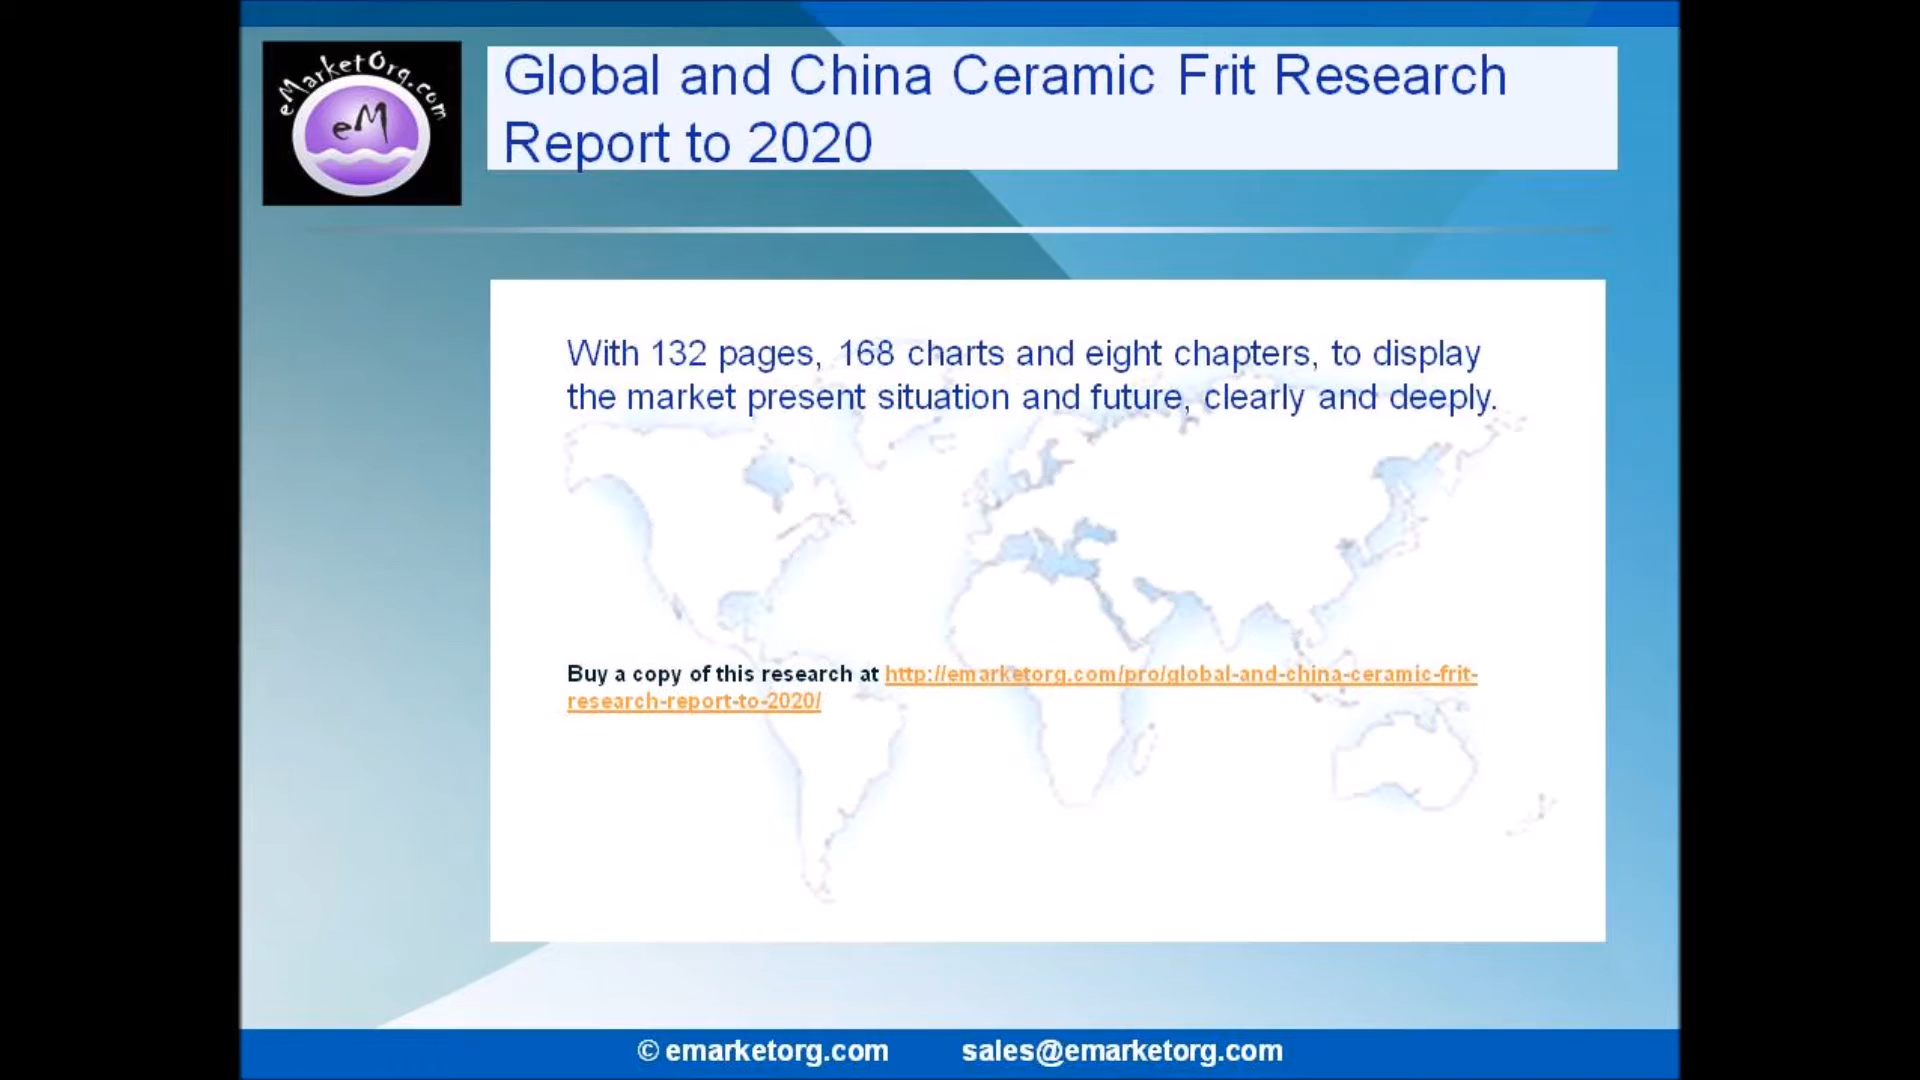 eMarketOrg.com
eM
Global and China Ceramic Frit Research
Report to 2020
With 132 pages, 168 charts and eight chapters, to display
the market present situation and future, clearly and deeply.
Buy a copy of this research at http://emarketorg.com/pro/global-and-china-ceramic-frit-
research-report-to-2020/
© emarketorg.com sales@emarketorg.com